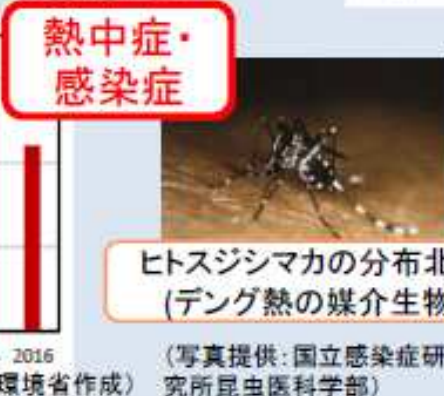 熱中症・
感染症
ヒトスジシマカの分布北
(デング熱の媒介生物
2016
環境省作成)
(写真提供:国立感染症研
究所昆虫医科学部)